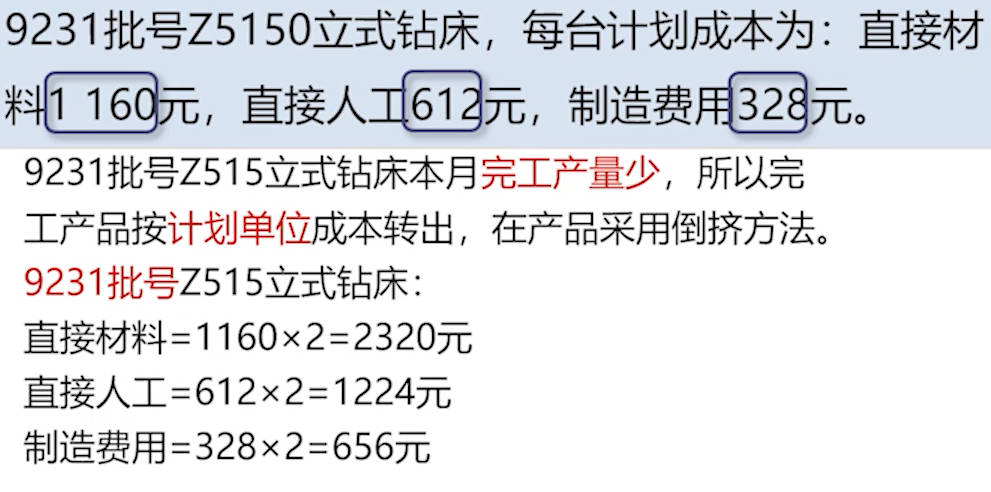 9231批号Z5150立式钻床，每台计划成本为：直接材
料1 160元，直接人工612元，制造费用328元。
9231批号Z515立式钻床本月完工产量少，所以完
工产品按计划单位成本转出，在产品采用倒挤方法。
9231批号Z515立式钻床：
直接材料=1160×2=2320元
直接人工=612×2=1224元
制造费用=328×2=656元